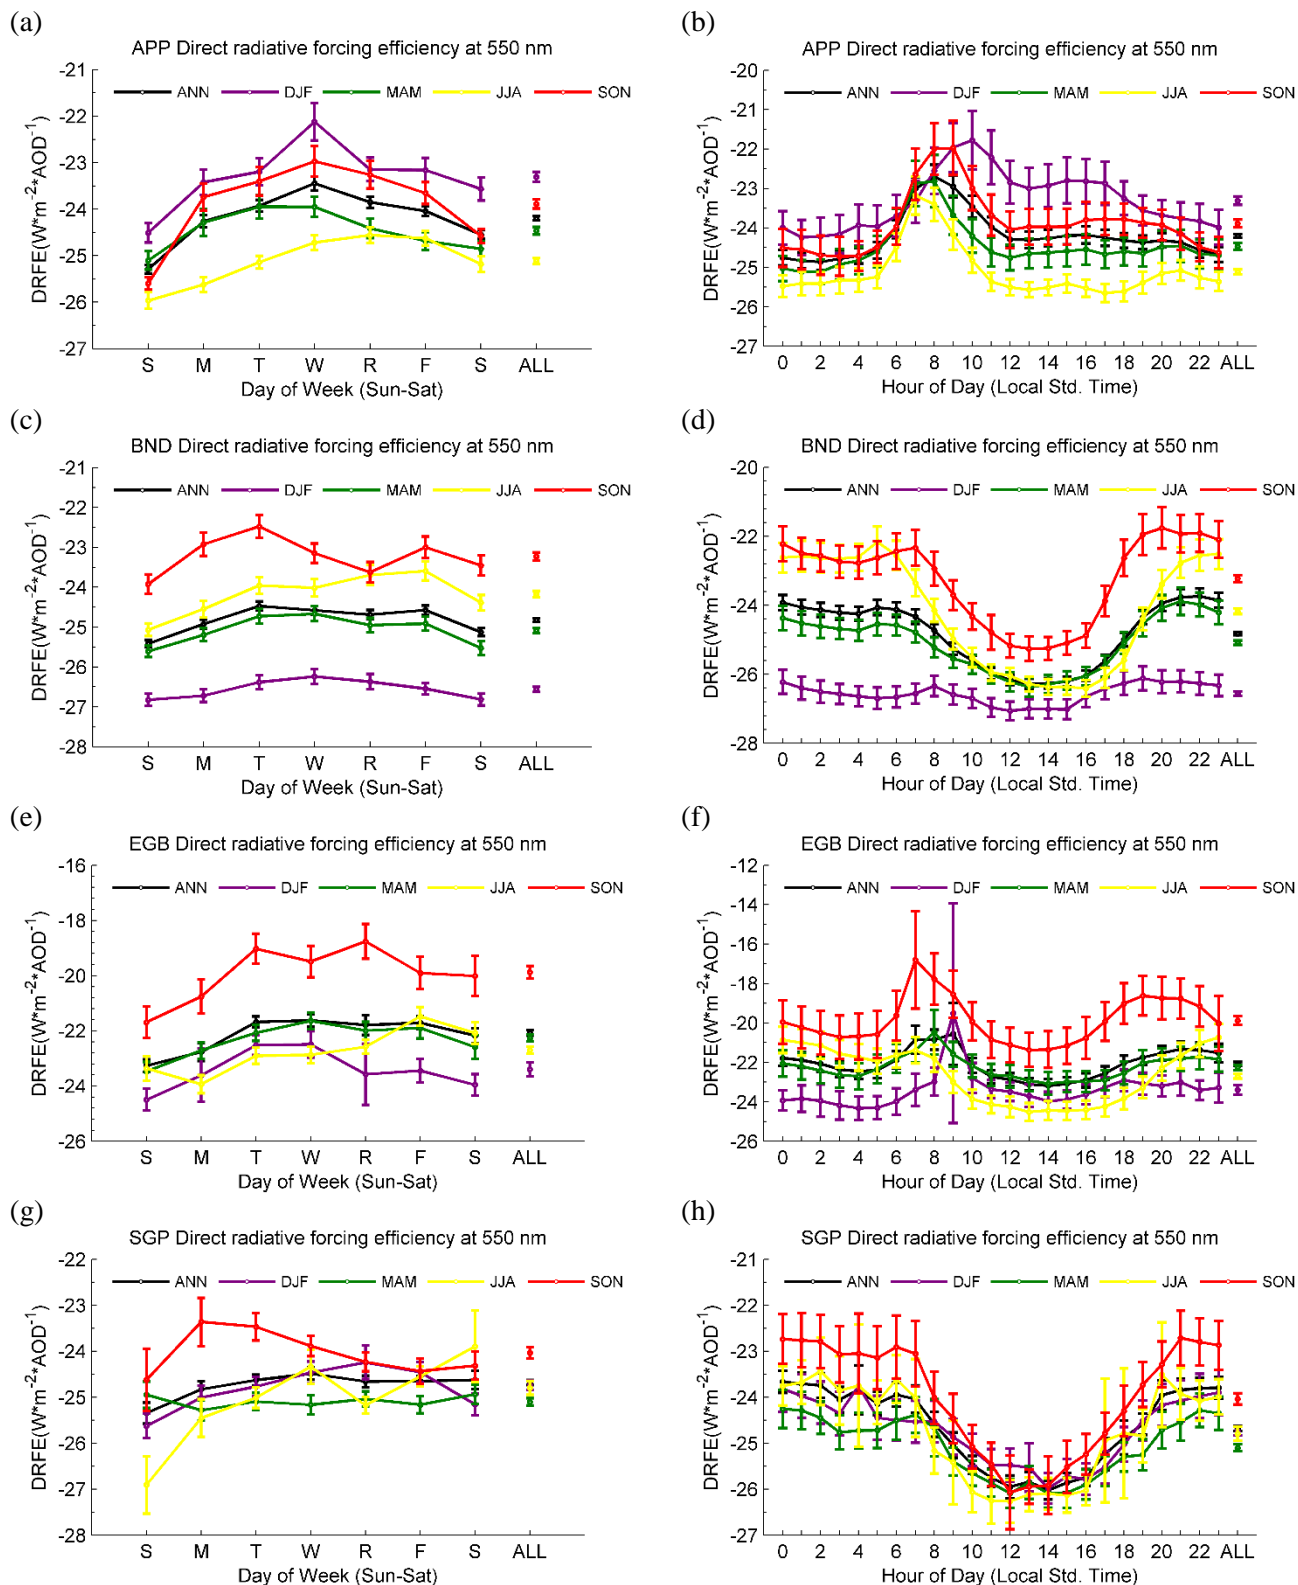 (a)
APP Direct radiative forcing efficiency at 550 nm
ANN DJF MAM JJA SON
DRFE(W*m-2*AOD-1)
-21
-22
-23
-24
-25
-26
-27
S M T W R F S ALL
Day of Week (Sun-Sat)
(b)
APP Direct radiative forcing efficiency at 550 nm
ANN DJF MAM JJA SON
DRFE(W*m-2*AOD-1)
-20
-21
-22
-23
-24
-25
-26
-27
0 2 4 6 8 10 12 14 16 18 20 22 ALL
Hour of Day (Local Std. Time)
(c)
BND Direct radiative forcing efficiency at 550 nm
ANN DJF MAM JJA SON
DRFE(W*m-2*AOD-1)
-21
-22
-23
-24
-25
-26
-27
-28
S M T W R F S ALL
Day of Week (Sun-Sat)
(d)
BND Direct radiative forcing efficiency at 550 nm
ANN DJF MAM JJA SON
DRFE(W*m-2*AOD-1)
-20
-22
-24
-26
-28
0 2 4 6 8 10 12 14 16 18 20 22 ALL
Hour of Day (Local Std. Time)
(e)
EGB Direct radiative forcing efficiency at 550 nm
ANN DJF MAM JJA SON
DRFE(W*m-2*AOD-1)
-16
-18
-20
-22
-24
-26
S M T W R F S ALL
Day of Week (Sun-Sat)
(f)
EGB Direct radiative forcing efficiency at 550 nm
ANN DJF MAM JJA SON
DRFE(W*m-2*AOD-1)
-12
-14
-16
-18
-20
-22
-24
-26
0 2 4 6 8 10 12 14 16 18 20 22 ALL
Hour of Day (Local Std. Time)
(g)
SGP Direct radiative forcing efficiency at 550 nm
ANN DJF MAM JJA SON
DRFE(W*m-2*AOD-1)
-22
-23
-24
-25
-26
-27
-28
S M T W R F S ALL
Day of Week (Sun-Sat)
(h)
SGP Direct radiative forcing efficiency at 550 nm
ANN DJF MAM JJA SON
DRFE(W*m-2*AOD-1)
-21
-22
-23
-24
-25
-26
-27
0 2 4 6 8 10 12 14 16 18 20 22 ALL
Hour of Day (Local Std. Time)